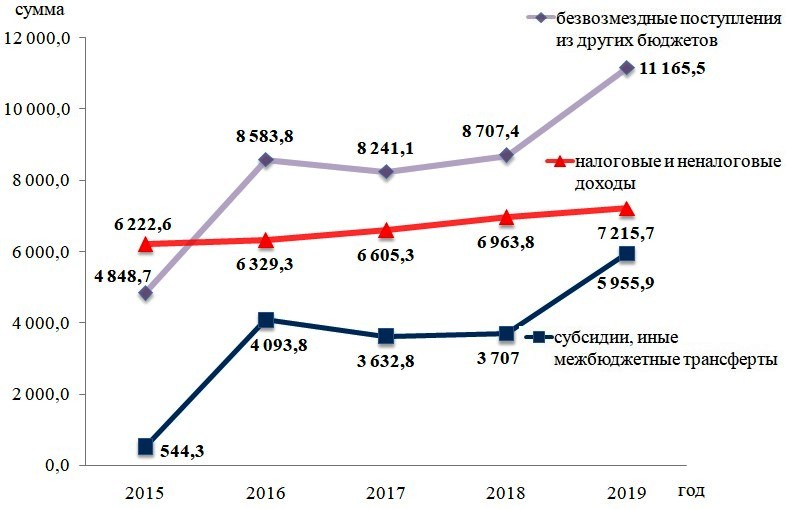 сумма
безвозмездные поступления
из других бюджетов
12 000,0
11 165,5
10 000,0
8 583,8
8 241,1
8 707,4
8 000,0
налоговые и неналоговые
доходы
6 222,6
6 329,3
6 605,3
6 963,8
7 215,7
6 000,0
4 848,7
5 955,9
4 000,0
4 093,8
3 632,8
3 707
субсидии, иные
межбюджетные трансферты
2 000,0
544,3
0,0
2015 2016 2017 2018 2019 год